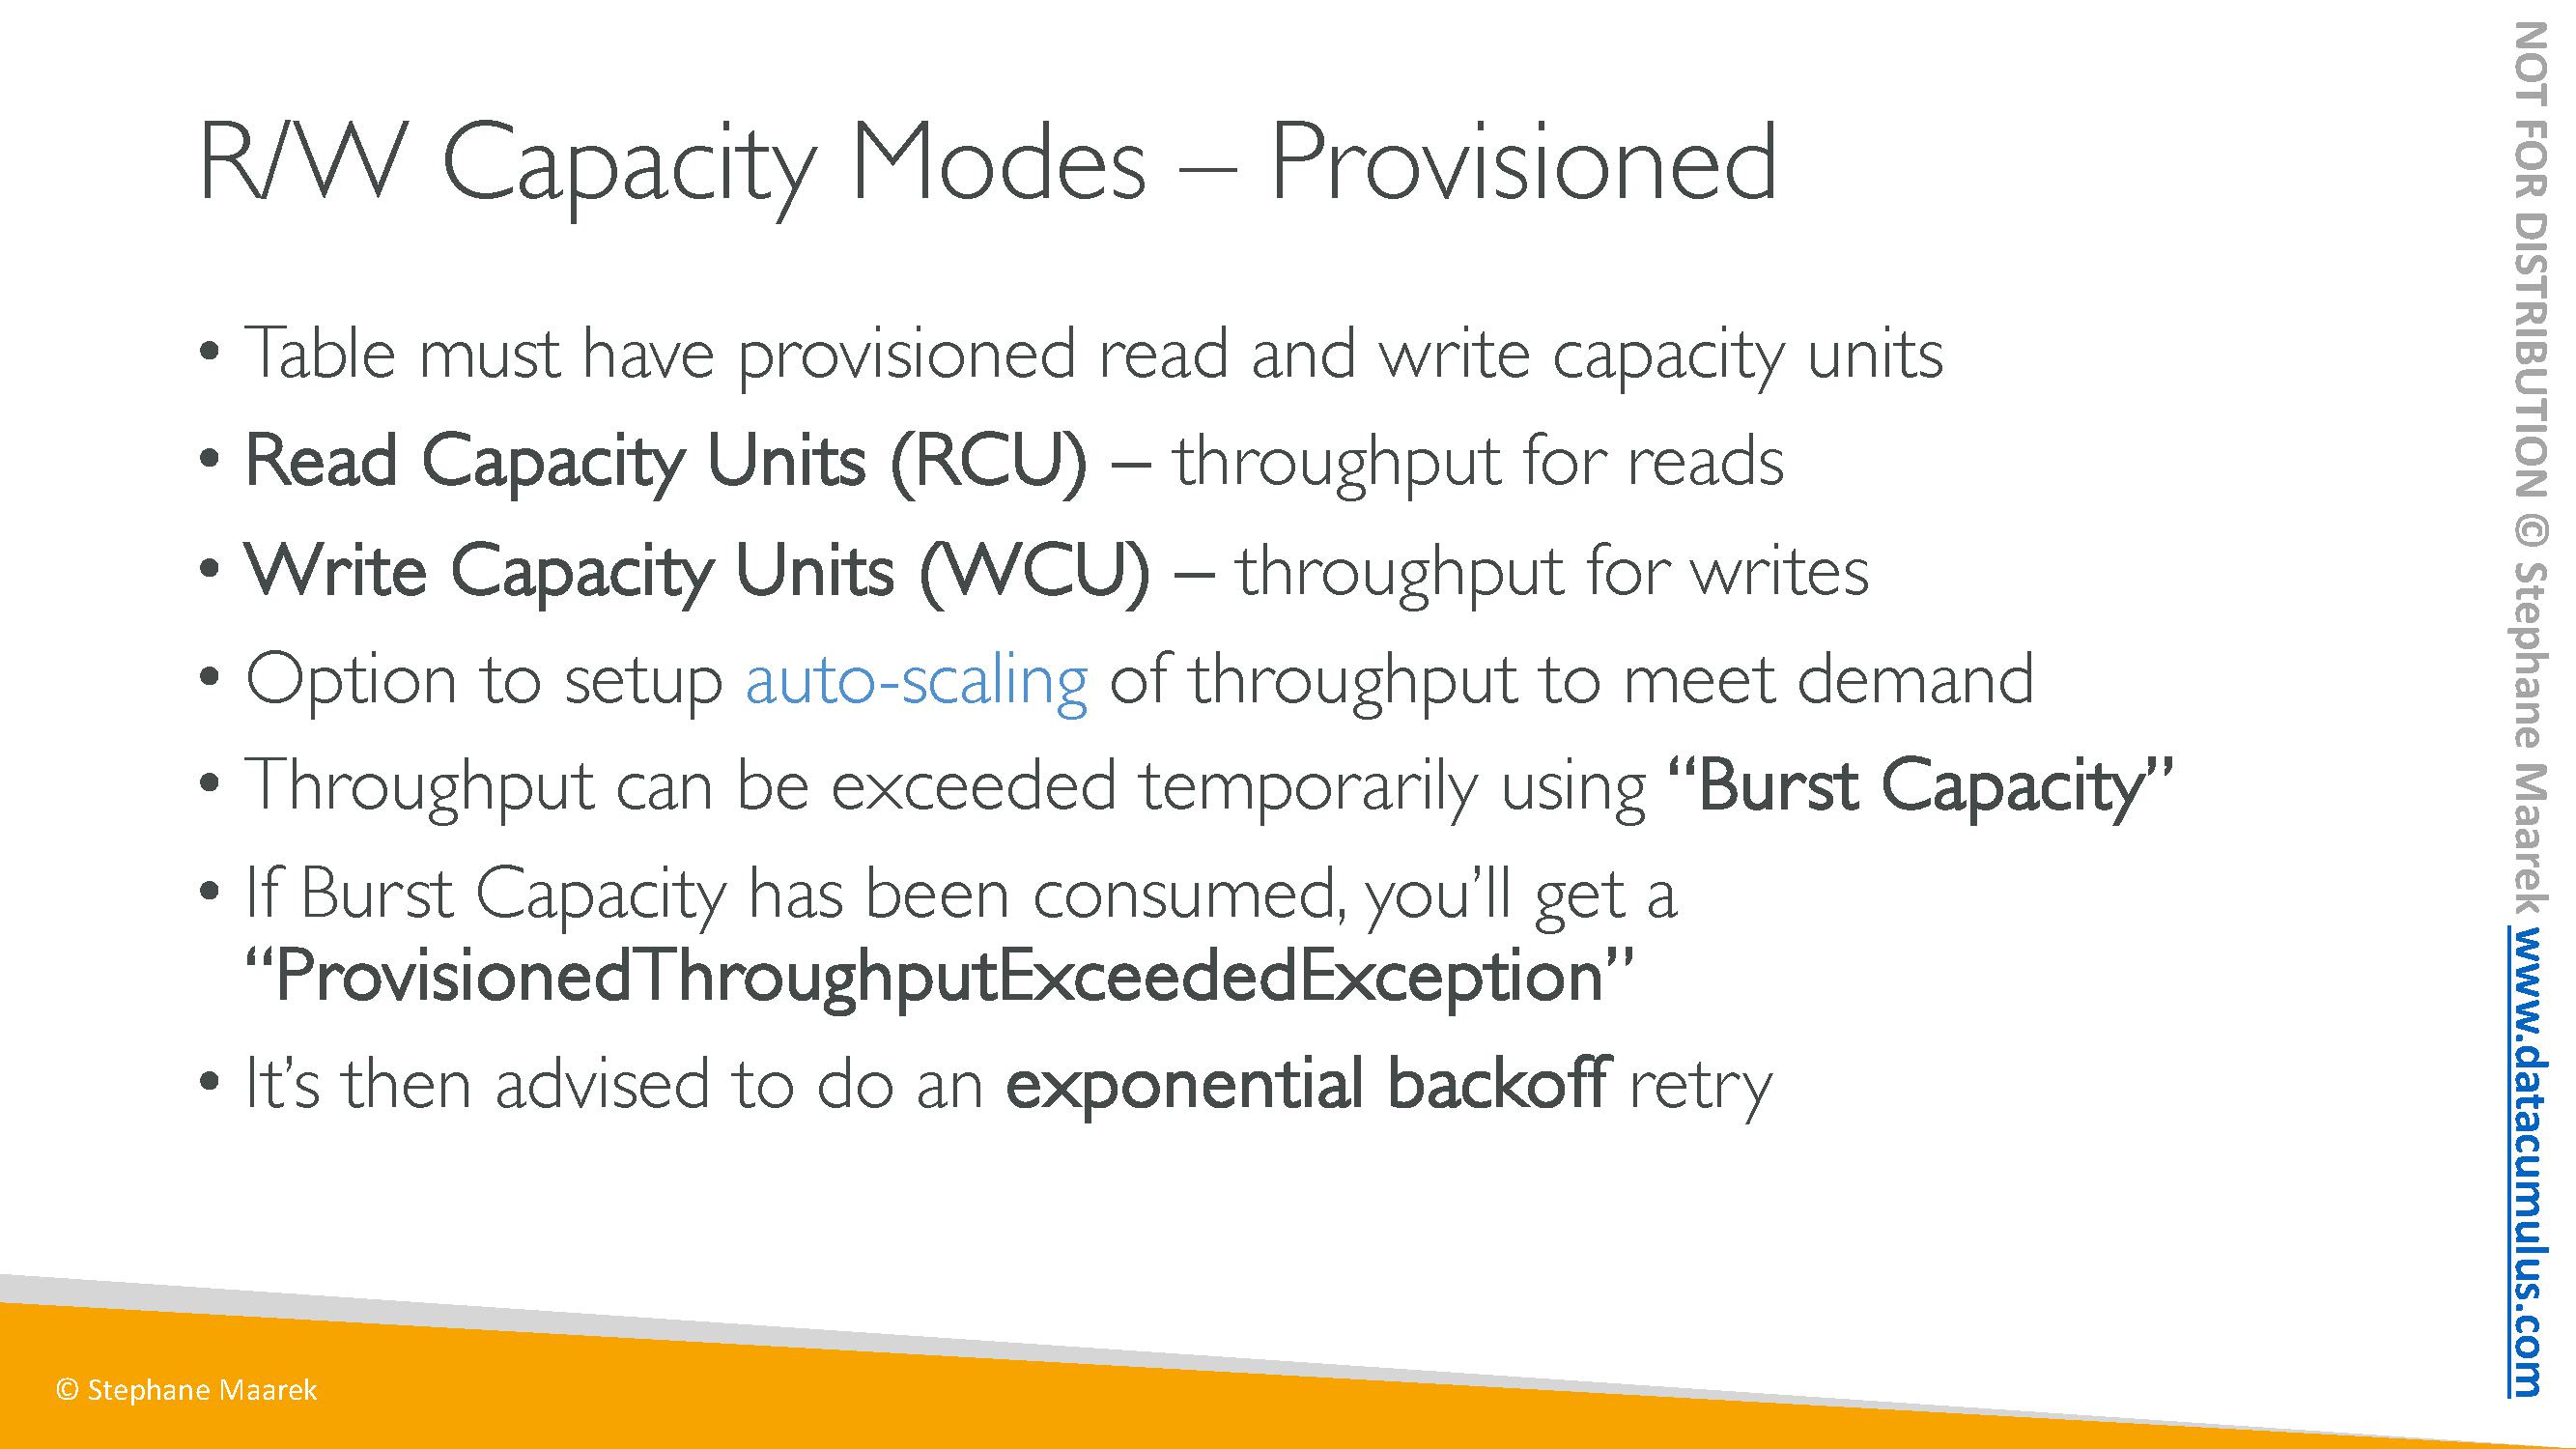 R/W Capacity Modes – Provisioned
• Table must have provisioned read and write capacity units
• Read Capacity Units (RCU) – throughput for reads
• Write Capacity Units (WCU) – throughput for writes
• Option to setup auto-scaling of throughput to meet demand
• Throughput can be exceeded temporarily using “Burst Capacity”
• If Burst Capacity has been consumed, you’ll get a
“ProvisionedThroughputExceededException”
• It’s then advised to do an exponential backoff retry
© Stephane Maarek
NOT FOR DISTRIBUTION © Stephane Maarek www.datacumulus.com